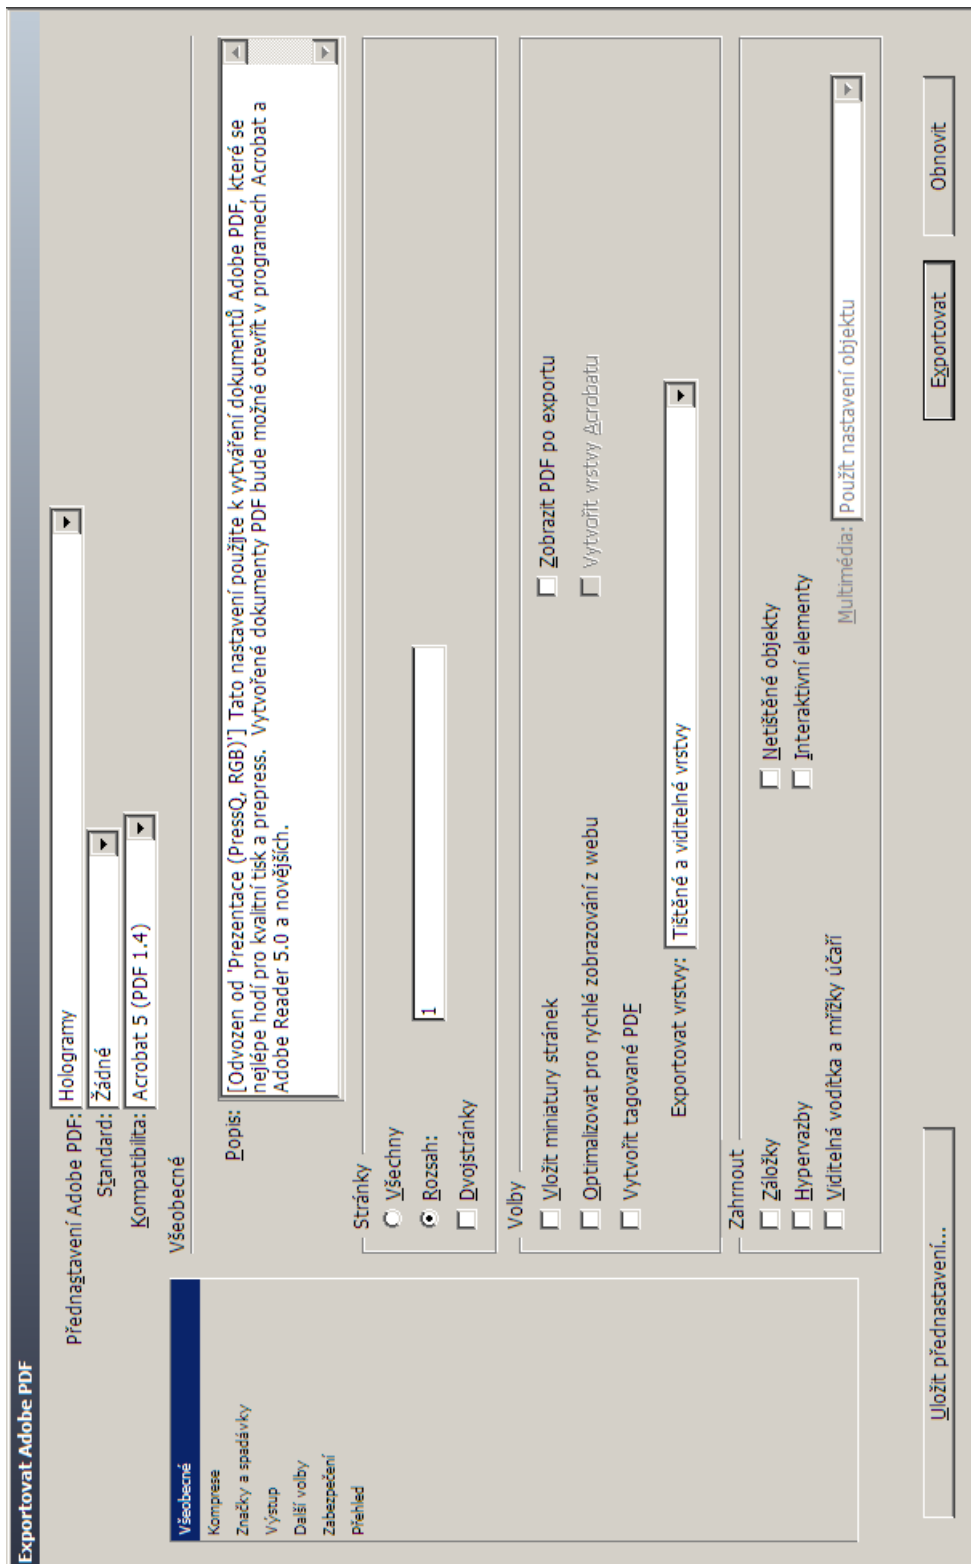 Exportovat Adobe PDF
Přednastavení Adobe PDF: Hologramy
Standard: Žádné
Kompatibilita: Acrobat 5 (PDF 1.4)
Všeobecné
Komprese
Značky a spadávky
Výstup
Další volby
Zabezpečení
Přehled
Všeobecné
Popis: [Odvozen od 'Prezentace (PressQ, RGB)'] Tato nastavení použijte k vytváření dokumentů Adobe PDF, které se
nejlépe hodí pro kvalitní tisk a prepress. Vytvořené dokumenty PDF bude možné otevřít v programech Acrobat a
Adobe Reader 5.0 a novějších.
Stránky
Všechny
Rozsah: 1
Dvojstránky
Volby
Vložit miniatury stránek Zobrazit PDF po exportu
Optimalizovat pro rychlé zobrazování z webu Vytvořit vrstvy Acrobatu
Vytvořit tagované PDF
Exportovat vrstvy: Tištěné a viditelné vrstvy
Zahrnout
Záložky Netištěné objekty
Hypervazby Interaktivní elementy
Viditelná vodítka a mřížky účaří
Multimédia: Použít nastavení objektu
Uložit přednastavení... Exportovat Obnovit